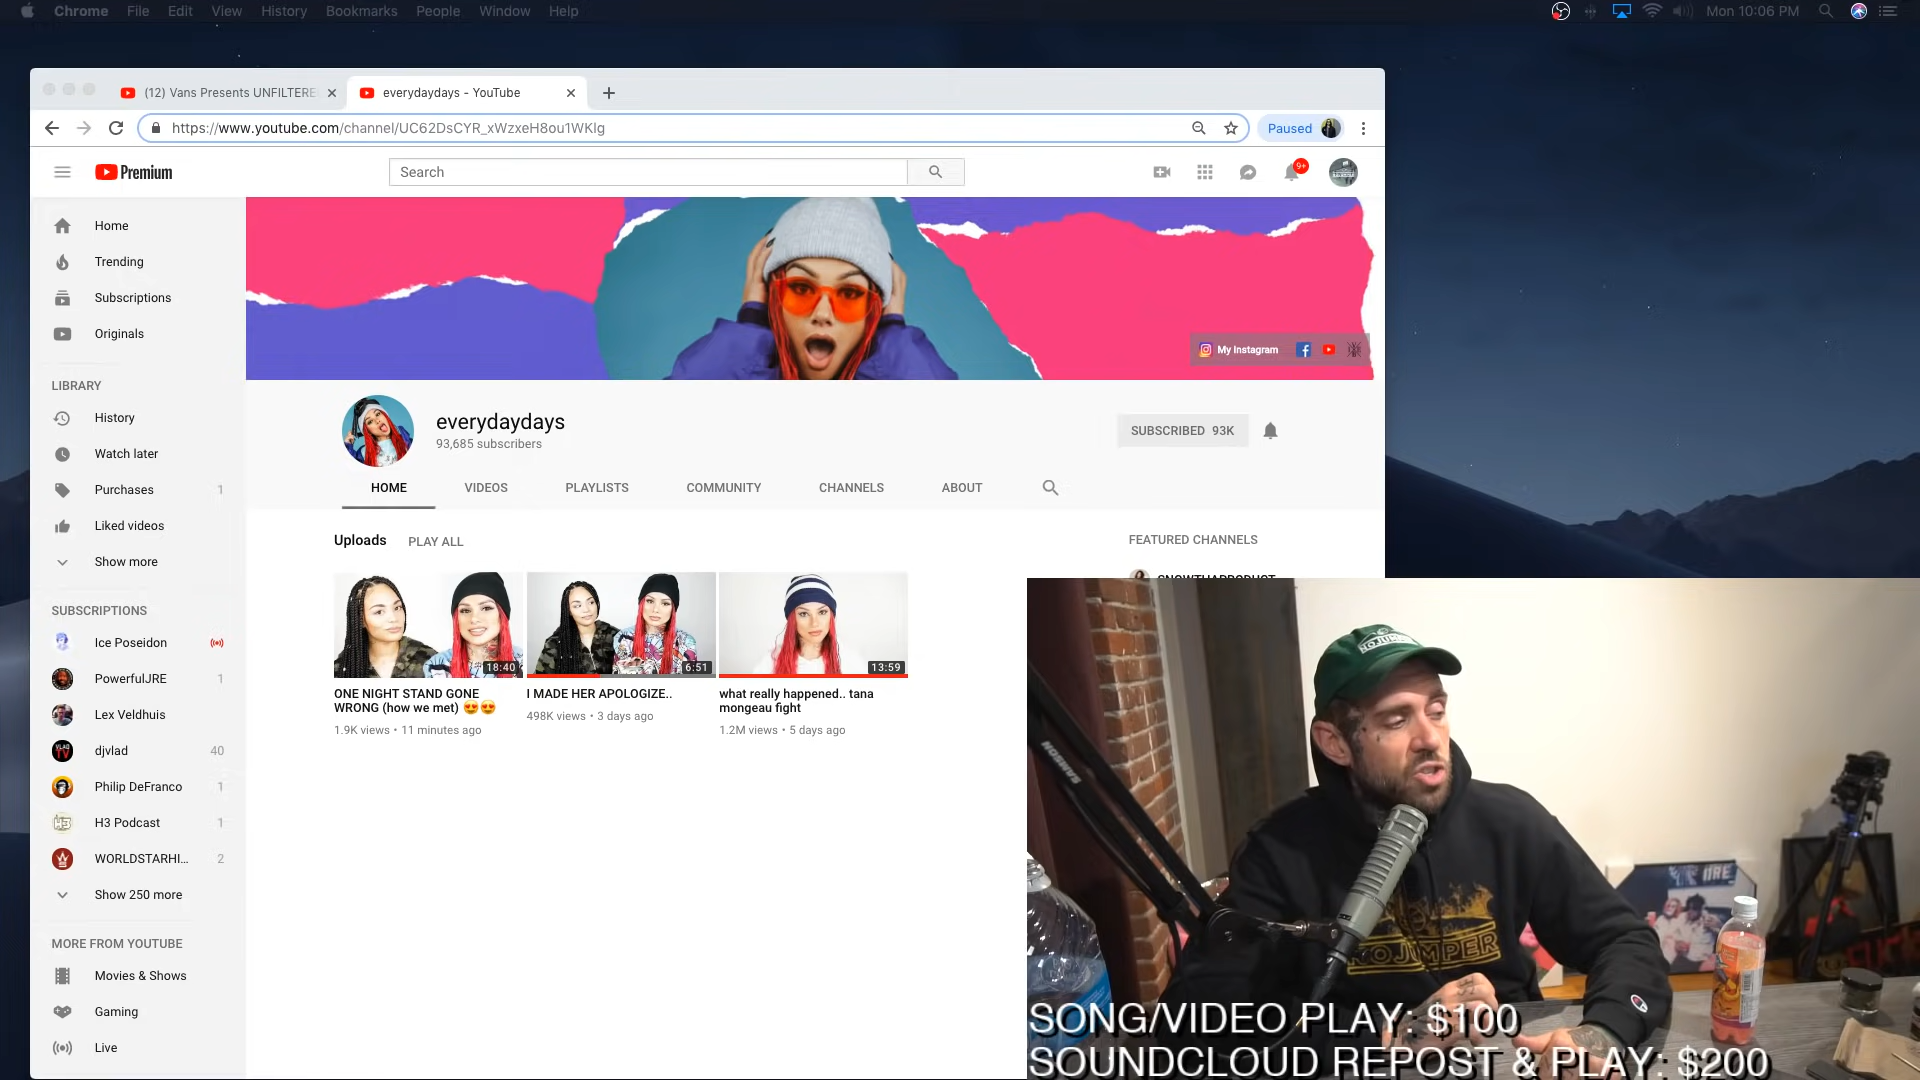 Chrome File Edit View History Bookmarks People Window Help
Mon 10:06 PM
(12) Vans Presents UNFILTERE
everydaydays - YouTube
https://www.youtube.com/channel/UC62DsCYR_xWzxeH8ou1WKlg
Paused
Premium
Search
9+
Home
Trending
Subscriptions
Originals
LIBRARY
History
Watch later
Purchases 1
Liked videos
Show more
SUBSCRIPTIONS
Ice Poseidon
PowerfulJRE 1
Lex Veldhuis
djvlad 40
Philip DeFranco 1
H3 Podcast 1
WORLDSTARHI... 2
Show 250 more
MORE FROM YOUTUBE
Movies & Shows
Gaming
Live
My Instagram
everydaydays
93,685 subscribers
SUBSCRIBED 93K
HOME VIDEOS PLAYLISTS COMMUNITY CHANNELS ABOUT
Uploads PLAY ALL
18:40
ONE NIGHT STAND GONE
WRONG (how we met) 😍😍
1.9K views • 11 minutes ago
6:51
I MADE HER APOLOGIZE..
498K views • 3 days ago
13:59
what really happened.. tana
mongeau fight
1.2M views • 5 days ago
FEATURED CHANNELS
SNOWTHAPRODUCT
NOJUMPER
SAMSON
NOJUMPER
SONG/VIDEO PLAY: $100
SOUNDCLOUD REPOST & PLAY: $200